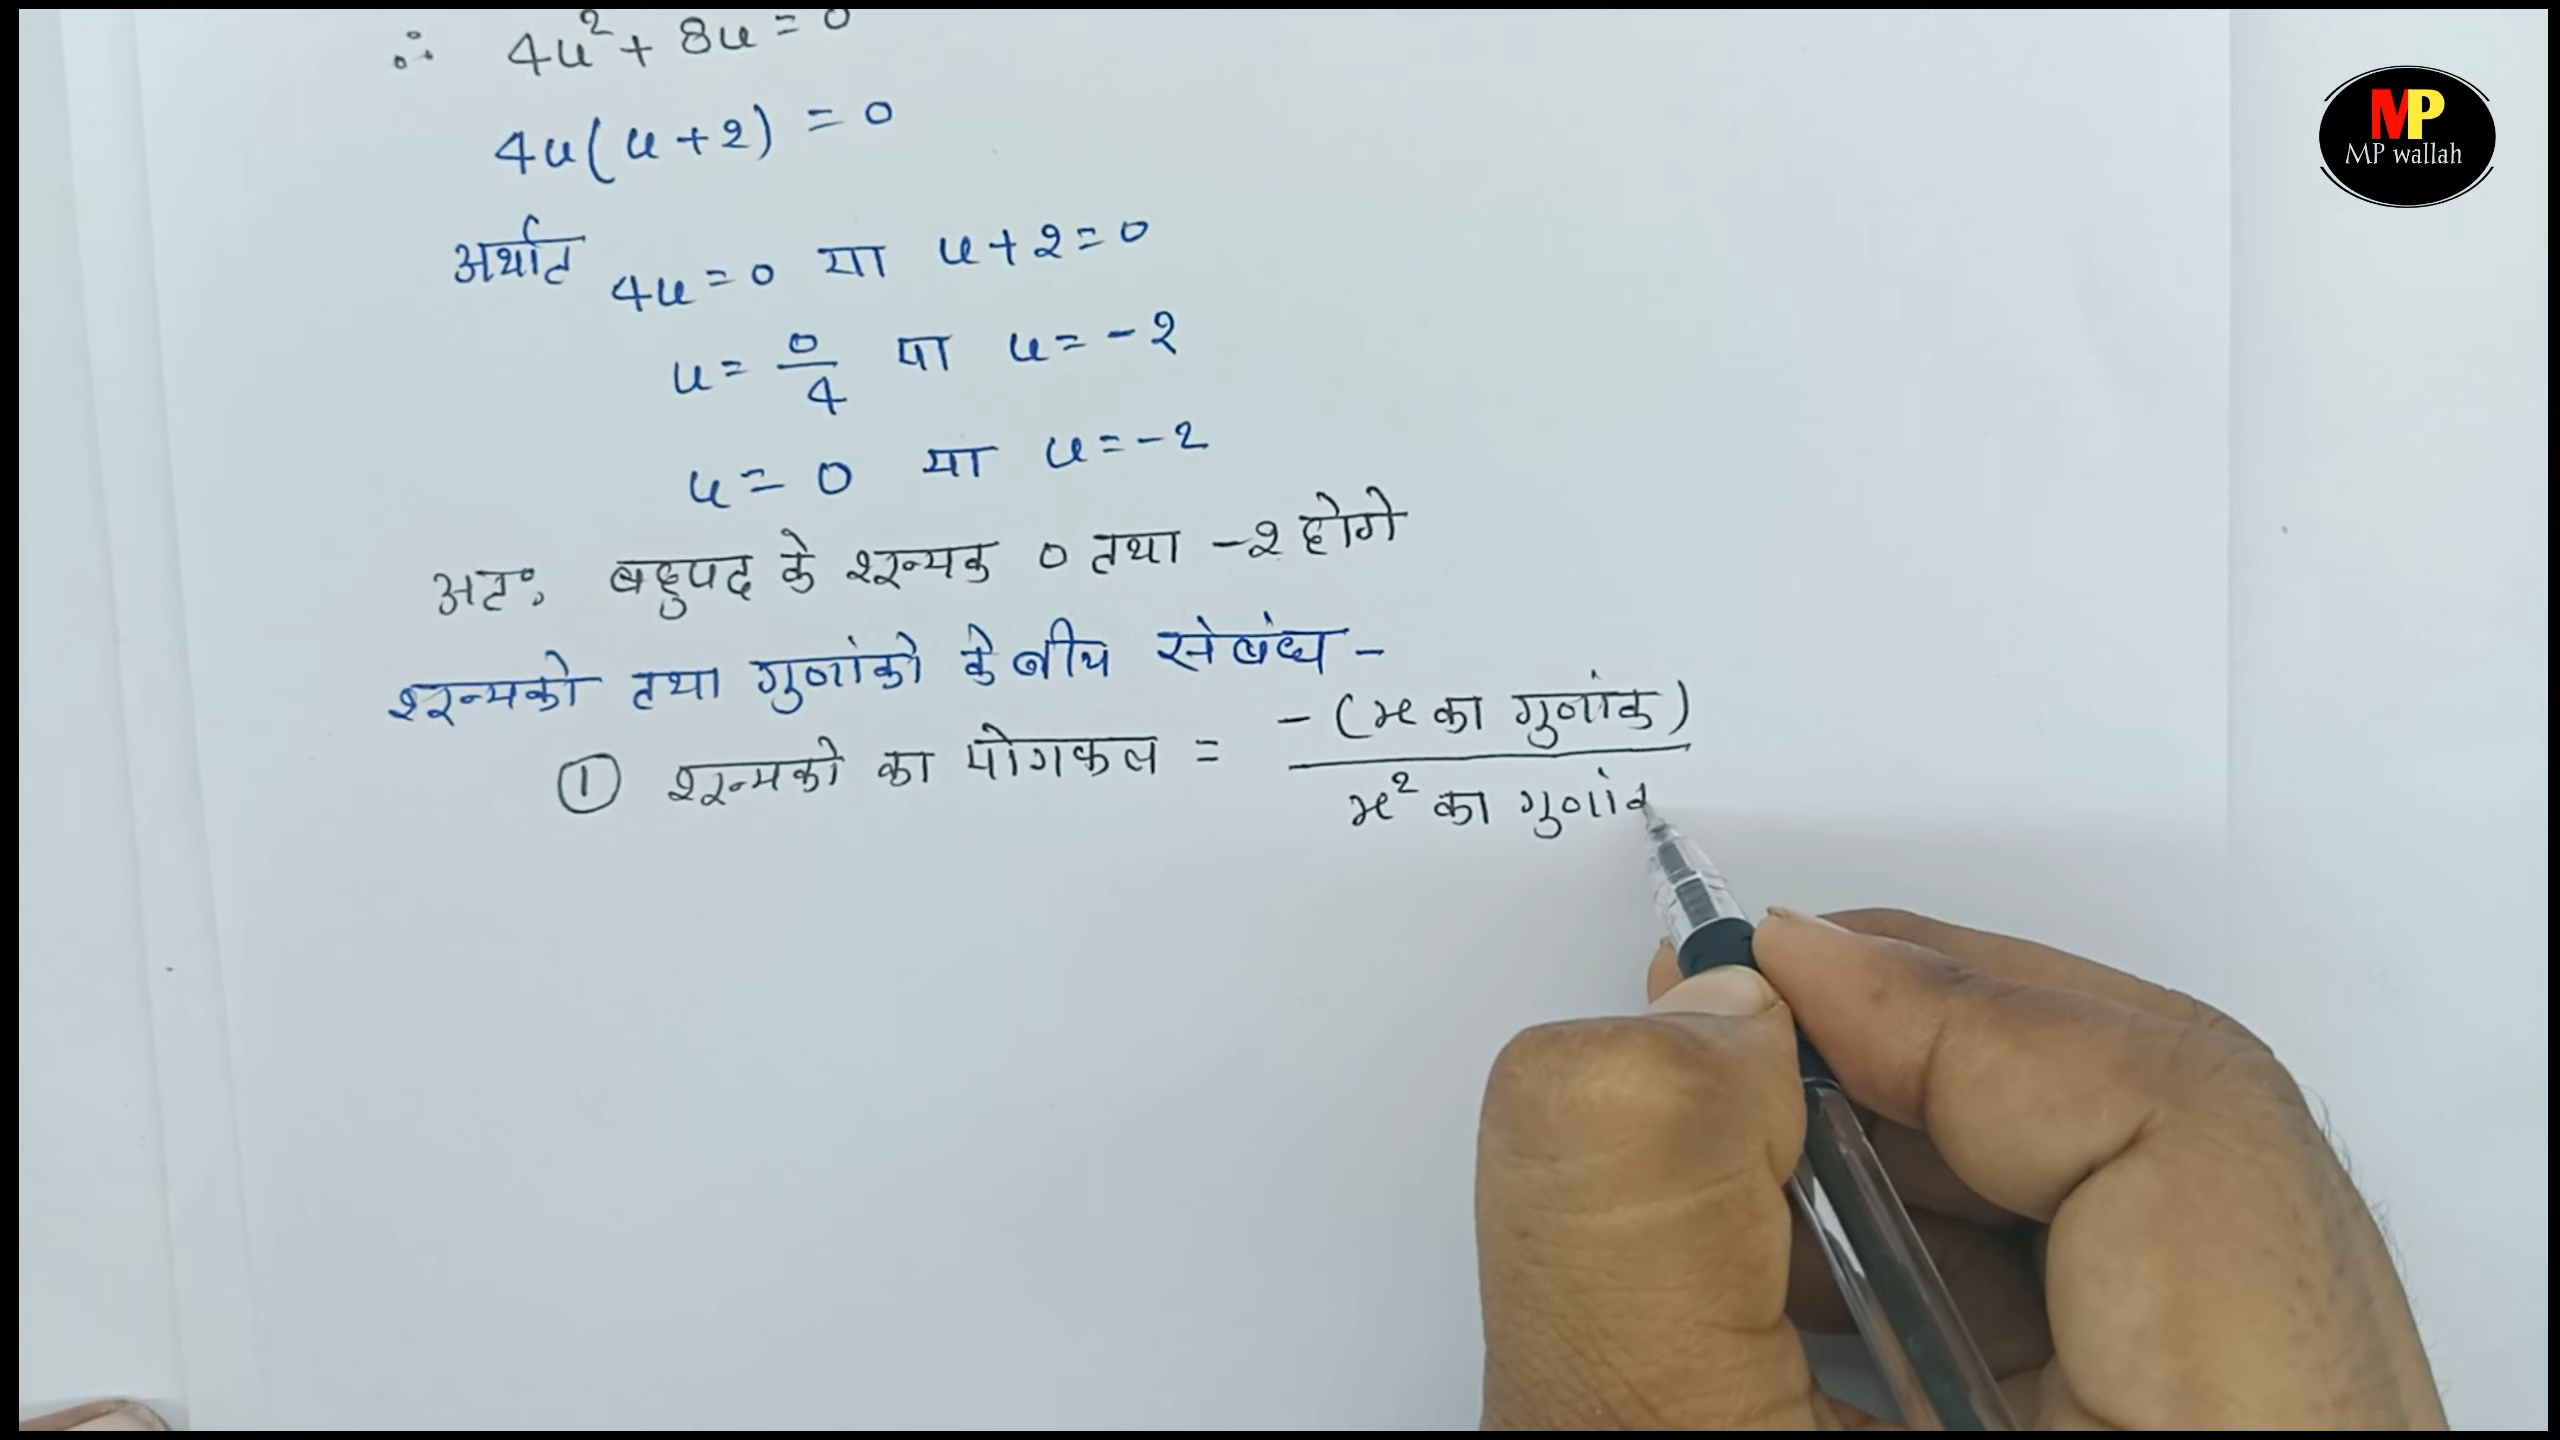 ∴ 4u² + 8u = 0
4u(u + 2) = 0
अर्थात 4u = 0 या u + 2 = 0
u = 0/4 या u = -2
u = 0 या u = -2
अतः बहुपद के शून्यक 0 तथा -2 होगे
शून्यको तथा गुणांको के बीच संबंध -
① शून्यको का योगफल = -(x का गुणांक) / x² का गुणांक
MP
MP wallah